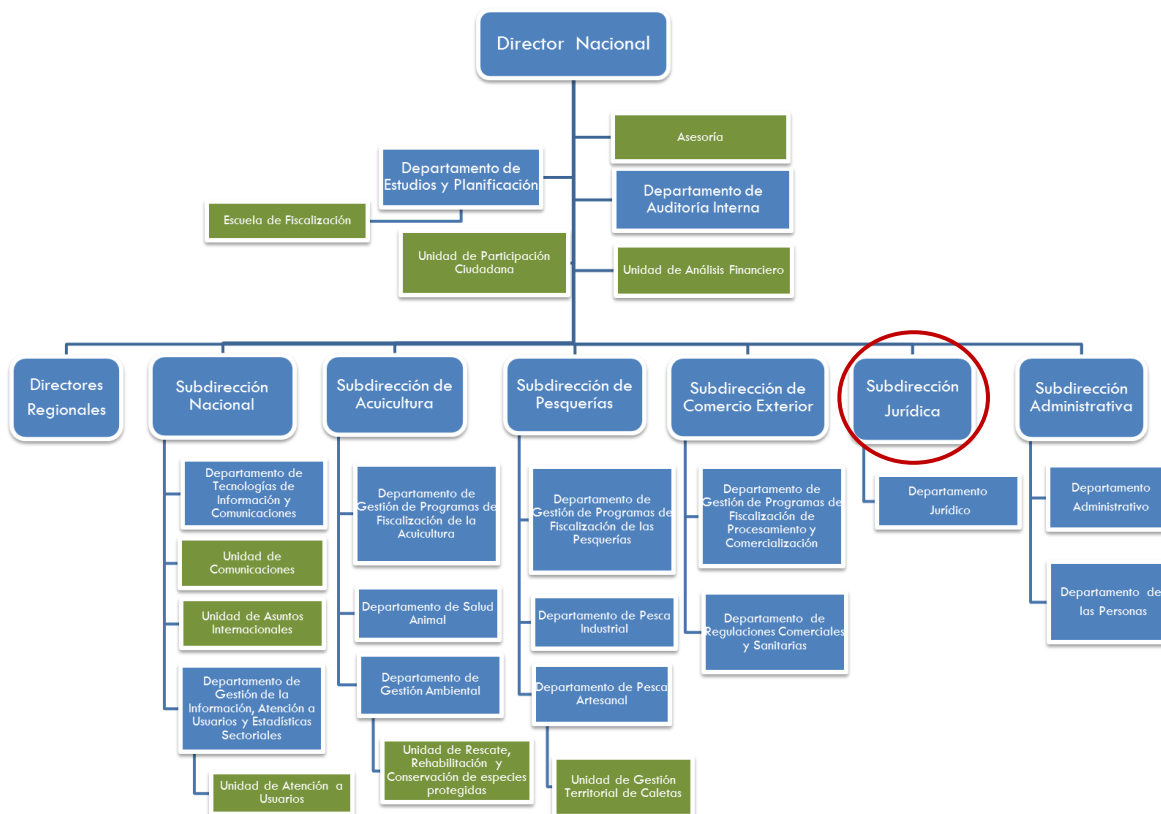 Director Nacional
Asesoría
Departamento de
Estudios y Planificación
Departamento de
Auditoría Interna
Escuela de Fiscalización
Unidad de Participación
Ciudadana
Unidad de Análisis Financiero
Directores
Regionales
Subdirección
Nacional
Departamento de
Tecnologías de
Información y
Comunicaciones
Unidad de
Comunicaciones
Unidad de Asuntos
Internacionales
Departamento de
Gestión de la
Información, Atención a
Usuarios y Estadísticas
Sectoriales
Unidad de Atención a
Usuarios
Subdirección de
Acuicultura
Departamento de
Gestión de Programas de
Fiscalización de la
Acuicultura
Departamento de Salud
Animal
Departamento de
Gestión Ambiental
Unidad de Rescate,
Rehabilitación y
Conservación de especies
protegidas
Subdirección de
Pesquerías
Departamento de
Gestión de Programas de
Fiscalización de las
Pesquerías
Departamento de Pesca
Industrial
Departamento de Pesca
Artesanal
Unidad de Gestión
Territorial de Caletas
Subdirección de
Comercio Exterior
Departamento de
Gestión de Programas de
Fiscalización de
Procesamiento y
Comercialización
Departamento de
Regulaciones Comerciales
y Sanitarias
Subdirección
Jurídica
Departamento
Jurídico
Subdirección
Administrativa
Departamento
Administrativo
Departamento de
las Personas